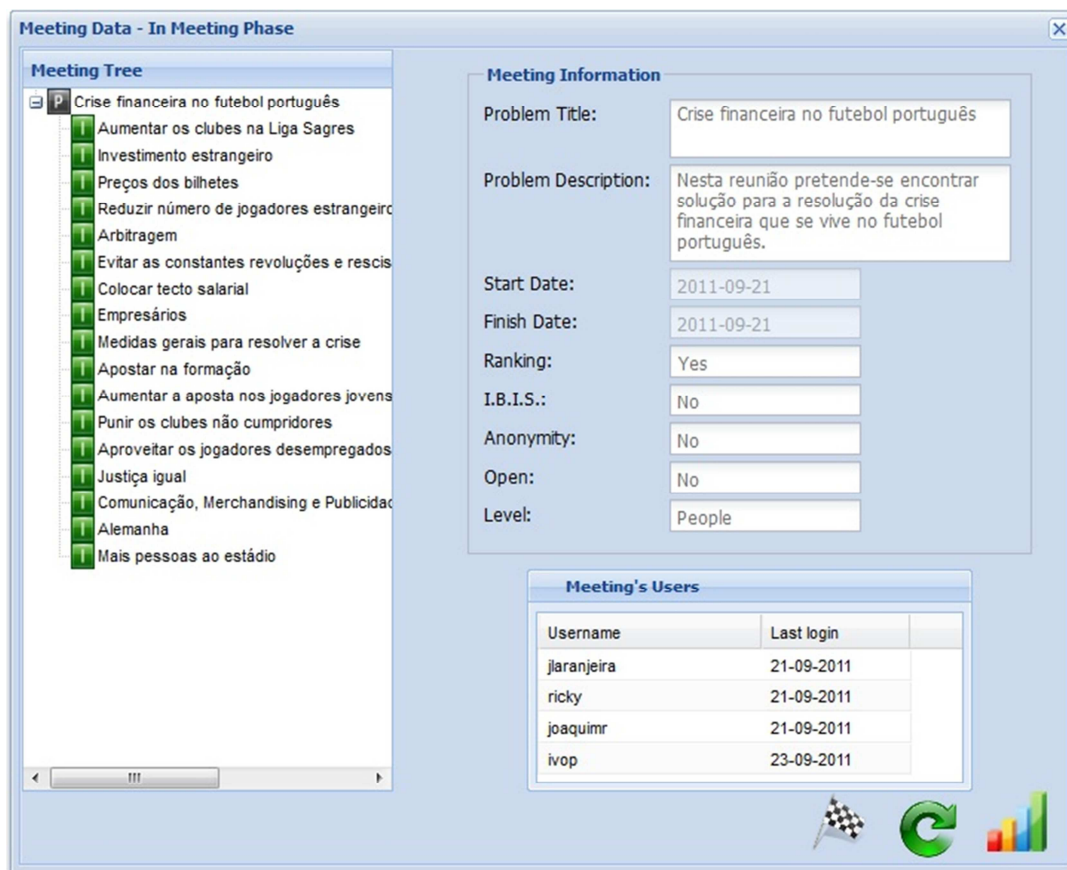 Meeting Data - In Meeting Phase
Meeting Tree
P Crise financeira no futebol português
I Aumentar os clubes na Liga Sagres
I Investimento estrangeiro
I Preços dos bilhetes
I Reduzir número de jogadores estrangeirc
I Arbitragem
I Evitar as constantes revoluções e rescis
I Colocar tecto salarial
I Empresários
I Medidas gerais para resolver a crise
I Apostar na formação
I Aumentar a aposta nos jogadores jovens
I Punir os clubes não cumpridores
I Aproveitar os jogadores desempregados
I Justiça igual
I Comunicação, Merchandising e Publicidac
I Alemanha
I Mais pessoas ao estádio
Meeting Information
Problem Title: Crise financeira no futebol português
Problem Description: Nesta reunião pretende-se encontrar
solução para a resolução da crise
financeira que se vive no futebol
português.
Start Date: 2011-09-21
Finish Date: 2011-09-21
Ranking: Yes
I.B.I.S.: No
Anonymity: No
Open: No
Level: People
Meeting's Users
Username Last login
jlaranjeira 21-09-2011
ricky 21-09-2011
joaquimr 21-09-2011
ivop 23-09-2011